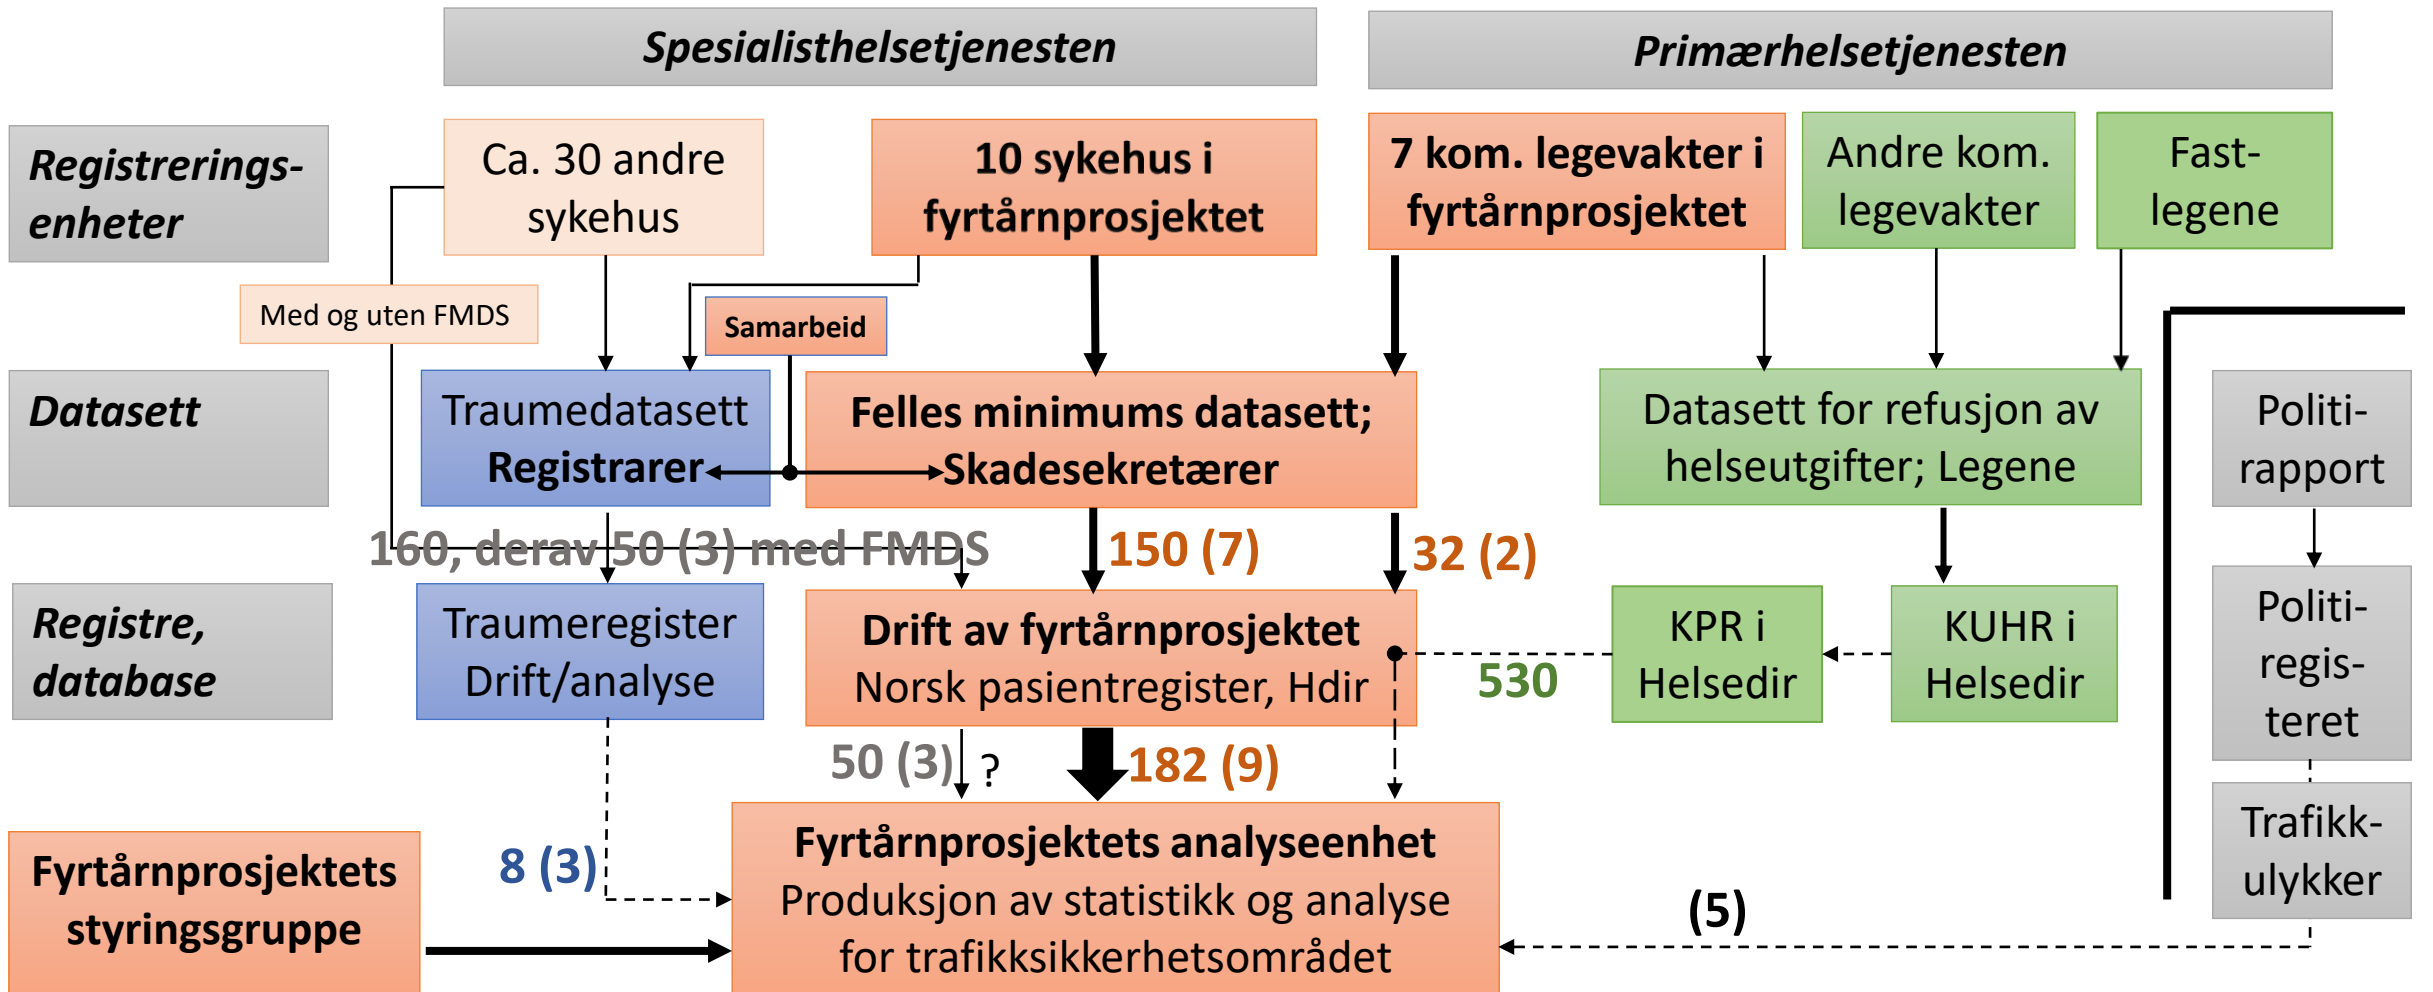 Spesialisthelsetjenesten
Primærhelsetjenesten
Registrerings-
enheter
Ca. 30 andre
sykehus
10 sykehus i
fyrtårnprosjektet
7 kom. legevakter i
fyrtårnprosjektet
Andre kom.
legevakter
Fast-
legene
Med og uten FMDS
Samarbeid
Datasett
Traumedatasett
Registrarer
Felles minimums datasett;
Skadesekretærer
Datasett for refusjon av
helseutgifter; Legene
Politi-
rapport
160, derav 50 (3) med FMDS
150 (7)
32 (2)
Registre,
database
Traumeregister
Drift/analyse
Drift av fyrtårnprosjektet
Norsk pasientregister, Hdir
530
KPR i
Helsedir
KUHR i
Helsedir
Politi-
regis-
teret
50 (3)
?
182 (9)
Trafikk-
ulykker
Fyrtårnprosjektets
styringsgruppe
8 (3)
Fyrtårnprosjektets analyseenhet
Produksjon av statistikk og analyse
for trafikksikkerhetsområdet
(5)